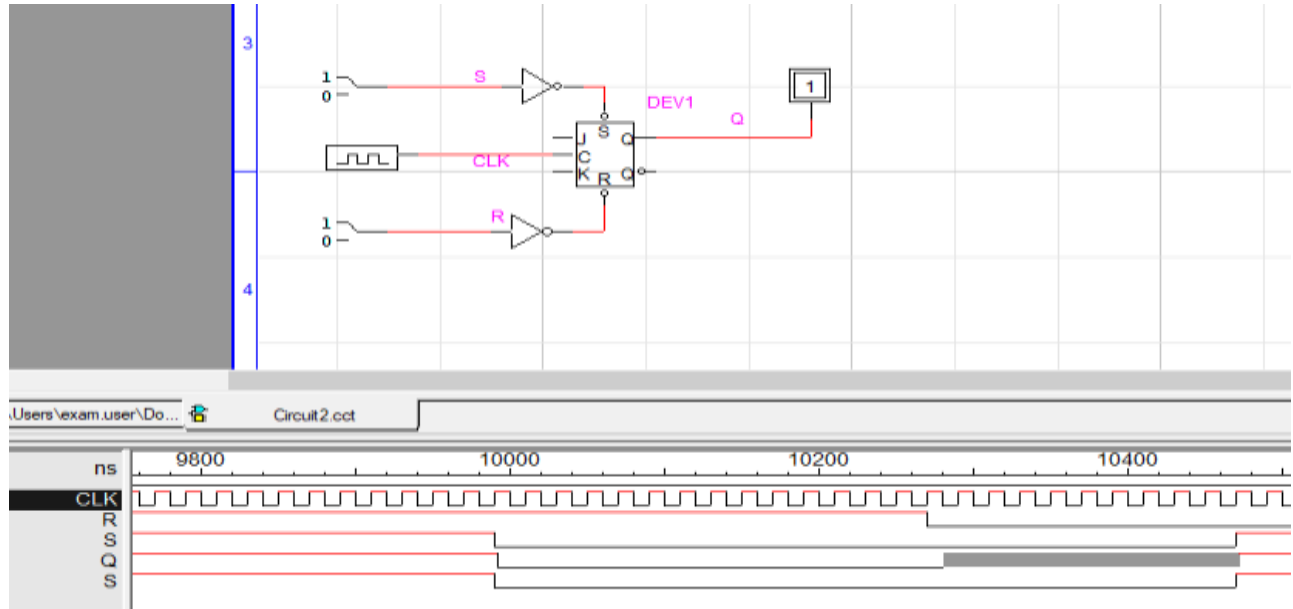 3
1 S
0
DEV1
1
Q
J S Q
C
CLK
K R Q
1 R
0
4
.Users\exam.user\Do... Circuit2.cct
ns 9800 10000 10200 10400
CLK
R
S
Q
S